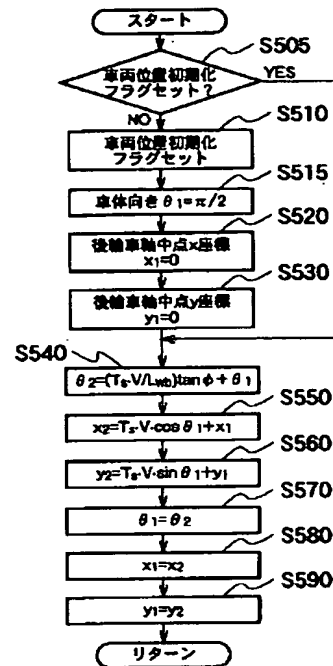 スタート
S505
車両位置初期化
フラグセット？
YES
NO
S510
車両位置初期化
フラグセット
S515
車体向きθ1=π/2
S520
後輪車軸中点x座標
x1=0
S530
後輪車軸中点y座標
y1=0
S540
θ2=(Ts·V/Lwb)tanφ+θ1
S550
x2=Ts·V·cosθ1+x1
S560
y2=Ts·V·sinθ1+y1
S570
θ1=θ2
S580
x1=x2
S590
y1=y2
リターン